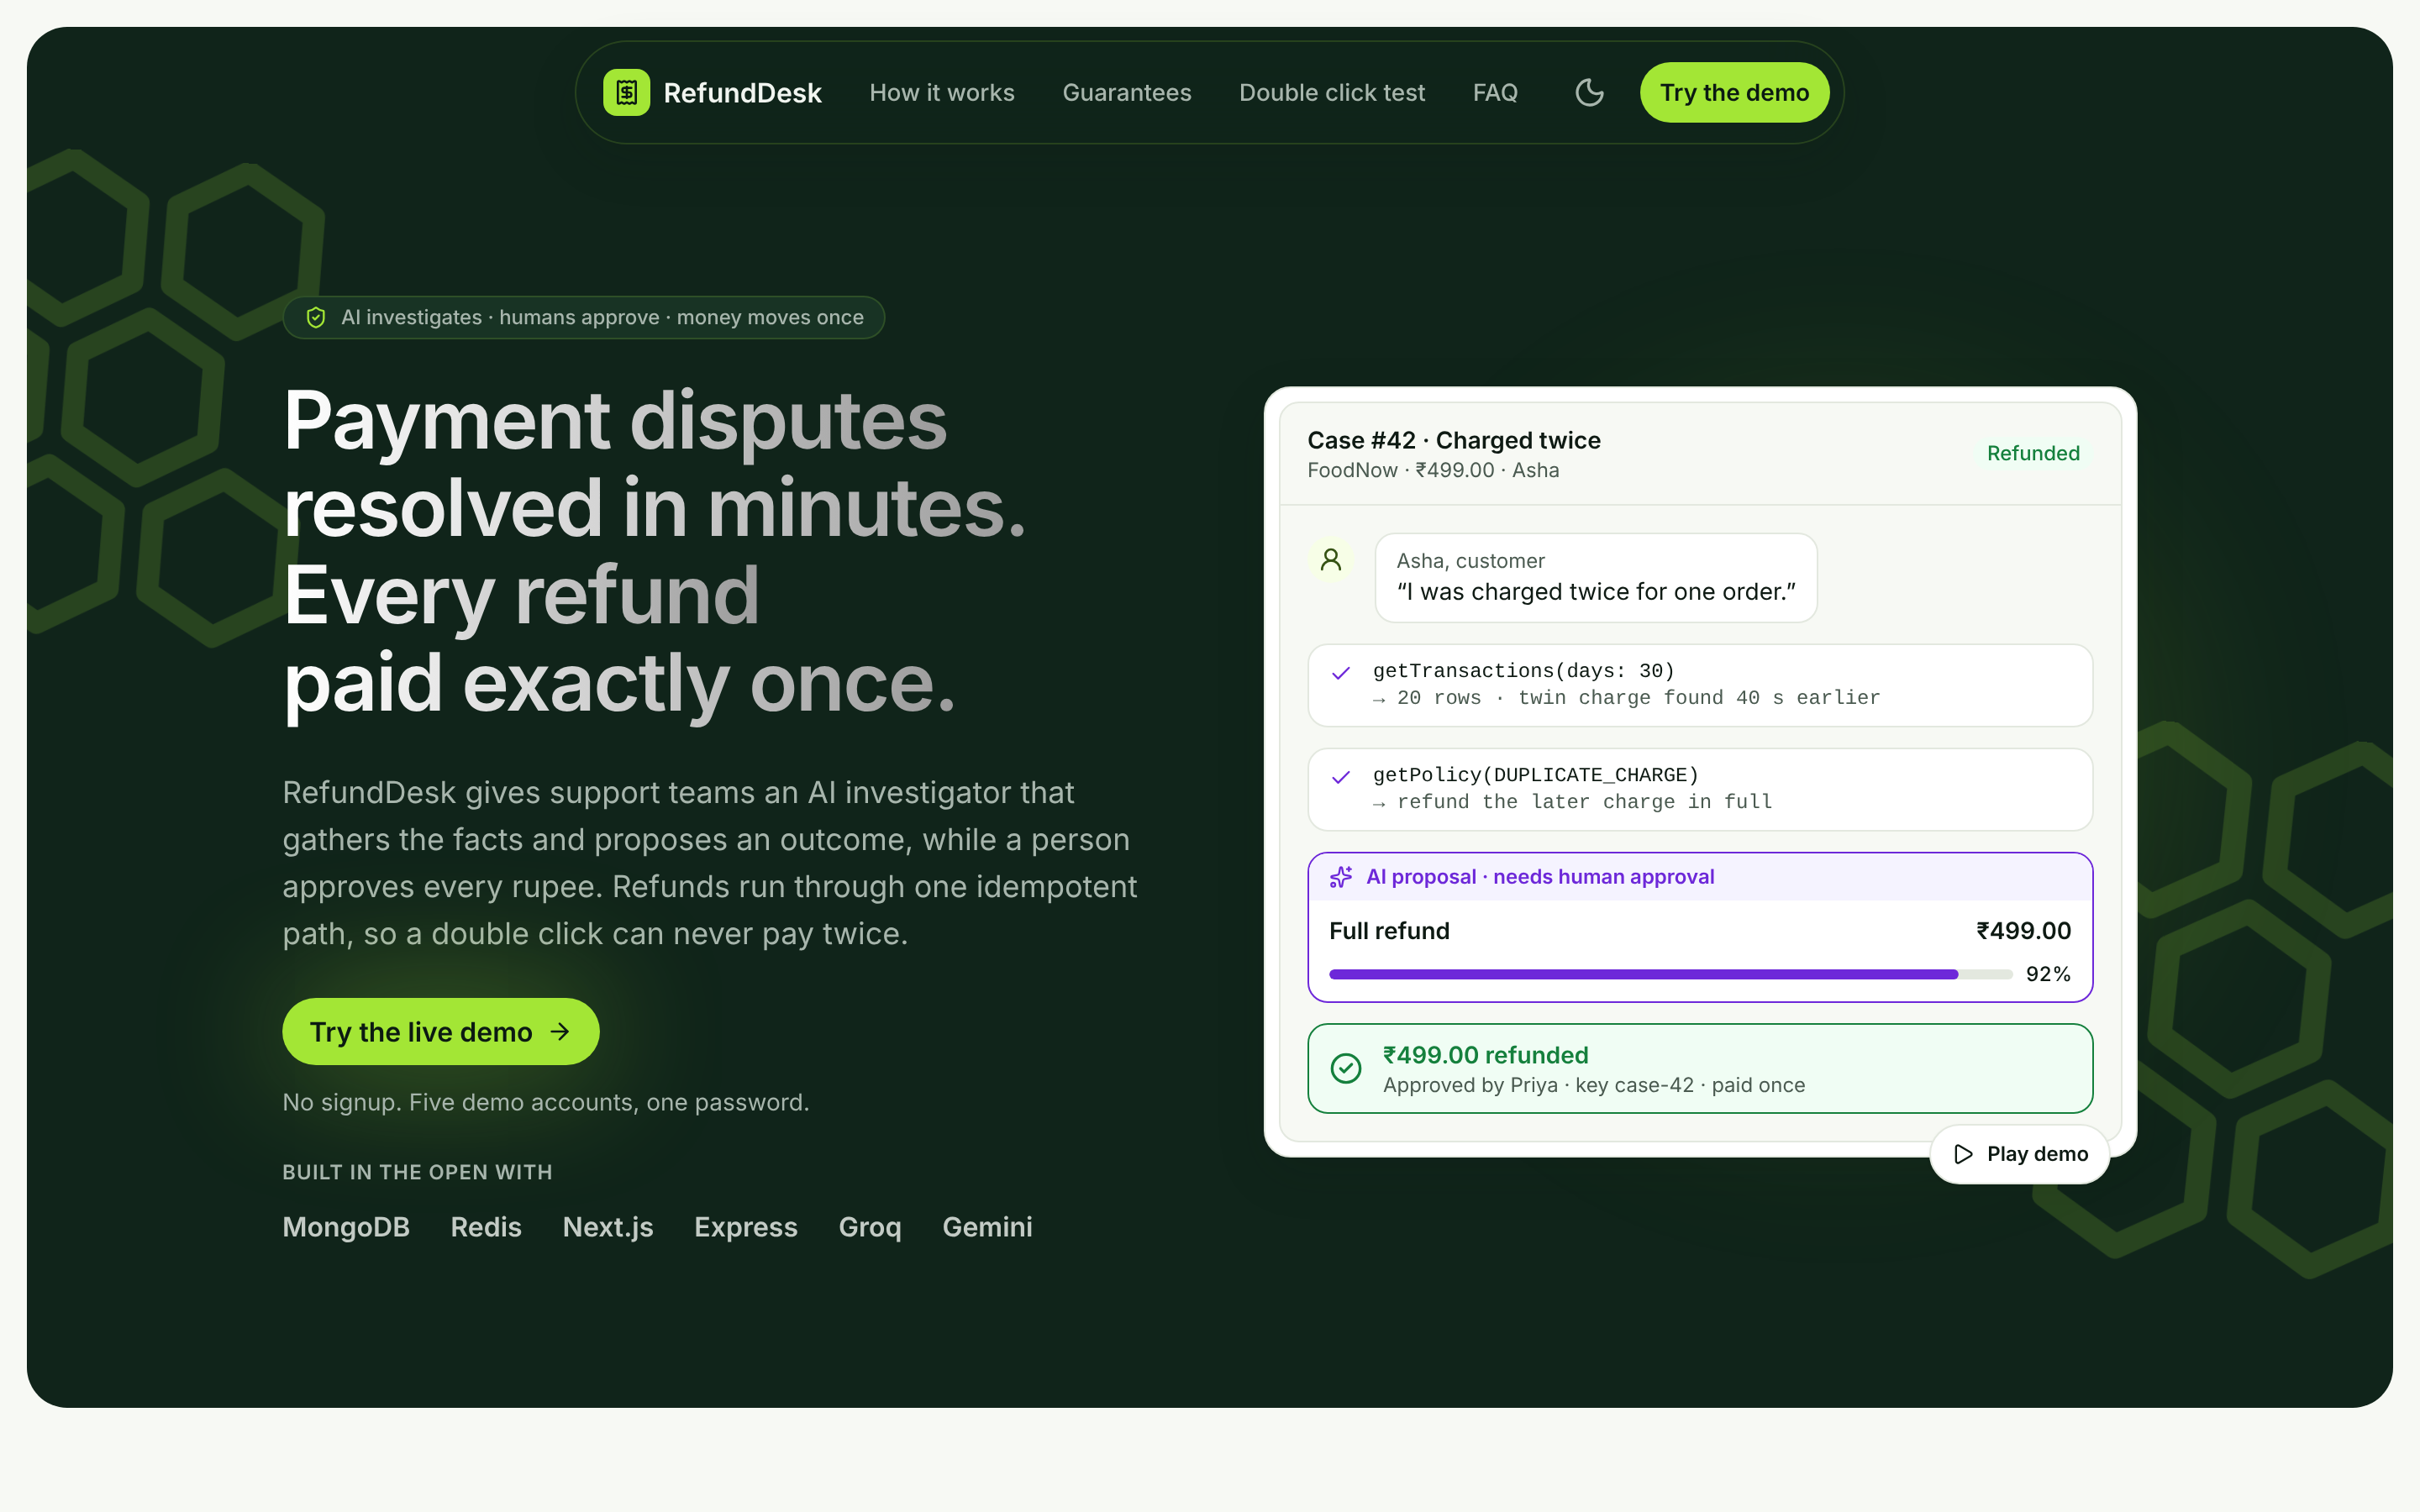 RefundDesk How it works Guarantees Double click test FAQ Try the demo
AI investigates · humans approve · money moves once
Payment disputes
resolved in minutes.
Every refund
paid exactly once.
RefundDesk gives support teams an AI investigator that
gathers the facts and proposes an outcome, while a person
approves every rupee. Refunds run through one idempotent
path, so a double click can never pay twice.
Try the live demo →
No signup. Five demo accounts, one password.
BUILT IN THE OPEN WITH
MongoDB Redis Next.js Express Groq Gemini
Case #42 · Charged twice
FoodNow · ₹499.00 · Asha
Refunded
Asha, customer
“I was charged twice for one order.”
getTransactions(days: 30)
→ 20 rows · twin charge found 40 s earlier
getPolicy(DUPLICATE_CHARGE)
→ refund the later charge in full
AI proposal · needs human approval
Full refund ₹499.00
92%
₹499.00 refunded
Approved by Priya · key case-42 · paid once
Play demo